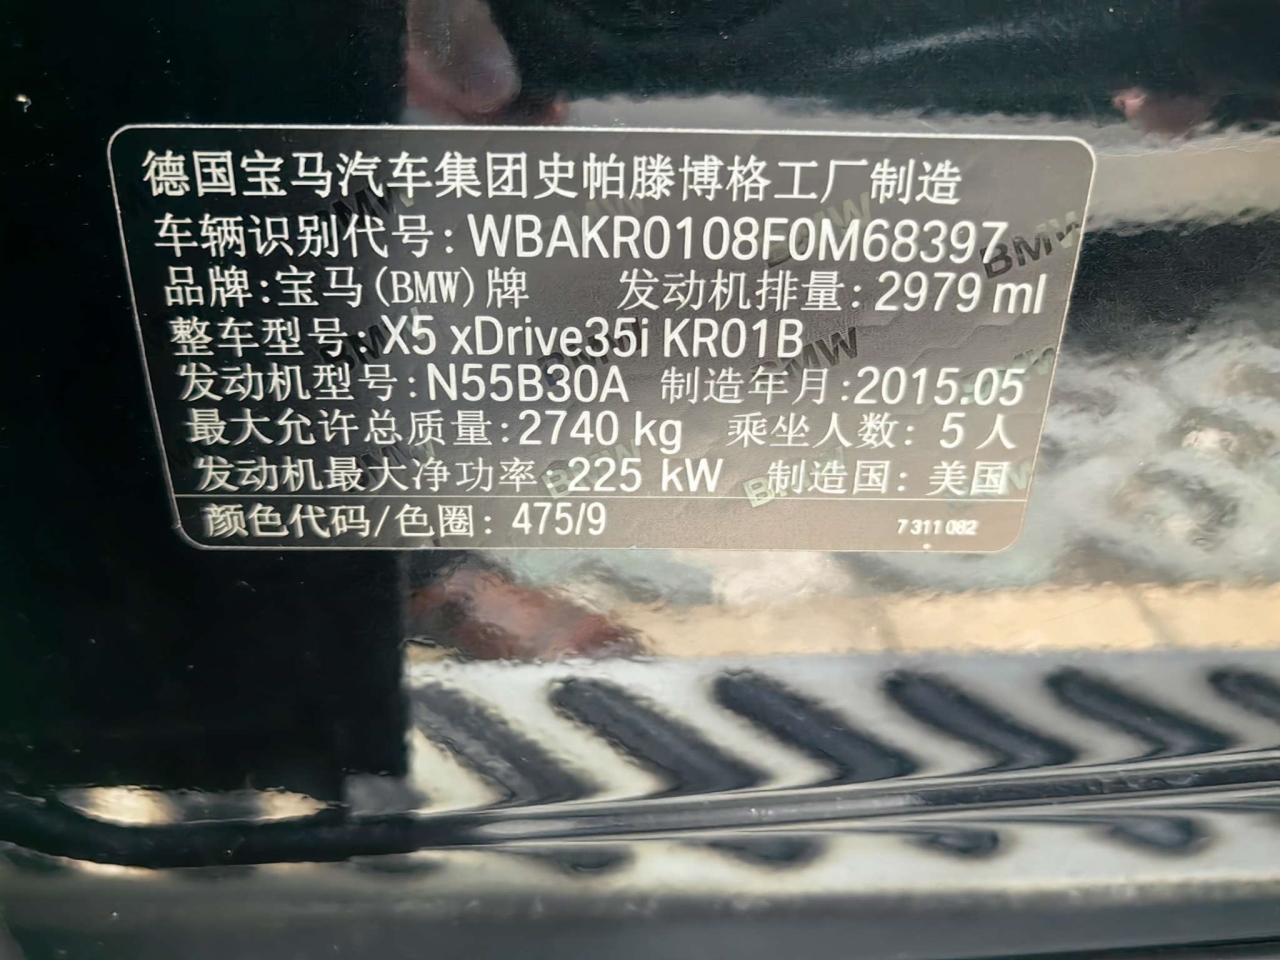 德国宝马汽车集团史帕滕博格工厂制造
车辆识别代号:WBAKR0108F0M68397
品牌:宝马(BMW)牌 发动机排量:2979 ml
整车型号:X5 xDrive35i KR01B
发动机型号:N55B30A 制造年月:2015.05
最大允许总质量:2740 kg 乘坐人数: 5 人
发动机最大净功率:225 kW 制造国: 美国
颜色代码/色圈: 475/9 7 311 082